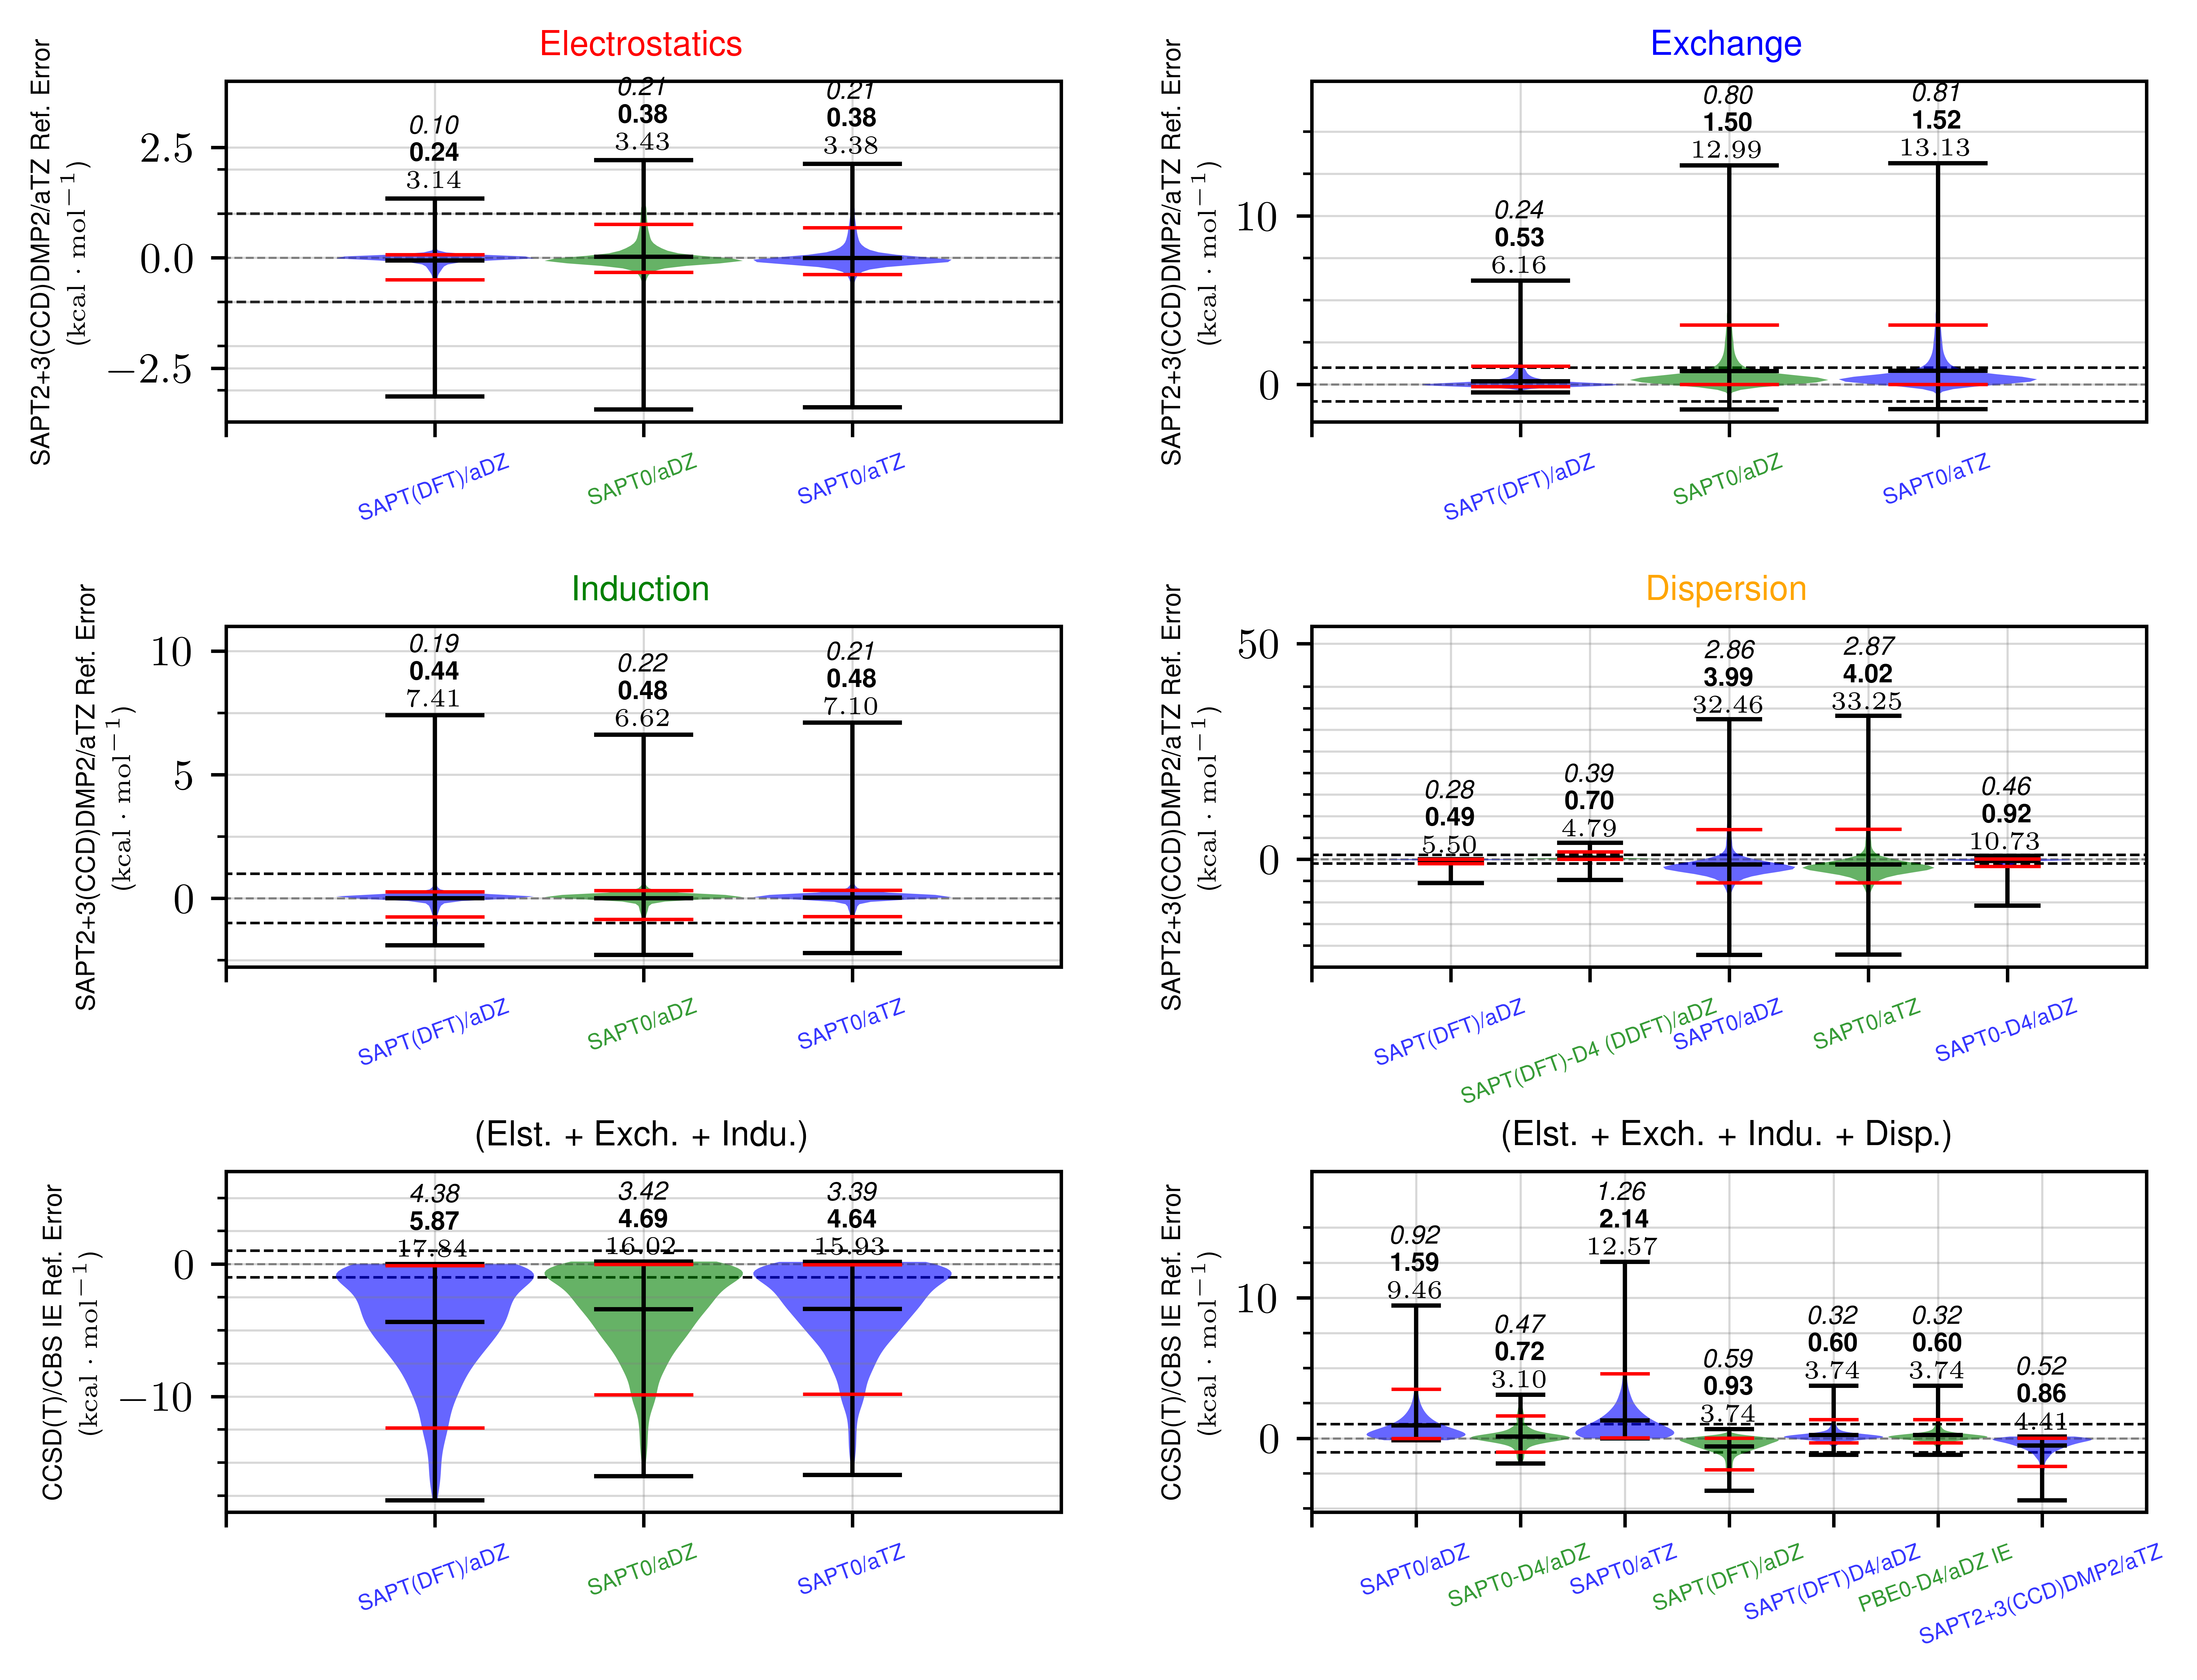 Electrostatics
SAPT2+3(CCD)DMP2/aTZ Ref. Error
(kcal · mol⁻¹)
2.5
0.0
−2.5
0.10
0.24
3.14
0.21
0.38
3.43
0.21
0.38
3.38
SAPT(DFT)/aDZ
SAPT0/aDZ
SAPT0/aTZ
Exchange
SAPT2+3(CCD)DMP2/aTZ Ref. Error
(kcal · mol⁻¹)
10
0
0.24
0.53
6.16
0.80
1.50
12.99
0.81
1.52
13.13
SAPT(DFT)/aDZ
SAPT0/aDZ
SAPT0/aTZ
Induction
SAPT2+3(CCD)DMP2/aTZ Ref. Error
(kcal · mol⁻¹)
10
5
0
0.19
0.44
7.41
0.22
0.48
6.62
0.21
0.48
7.10
SAPT(DFT)/aDZ
SAPT0/aDZ
SAPT0/aTZ
Dispersion
SAPT2+3(CCD)DMP2/aTZ Ref. Error
(kcal · mol⁻¹)
50
0
0.28
0.49
5.50
0.39
0.70
4.79
2.86
3.99
32.46
2.87
4.02
33.25
0.46
0.92
10.73
SAPT(DFT)/aDZ
SAPT(DFT)-D4 (DDFT)/aDZ
SAPT0/aDZ
SAPT0/aTZ
SAPT0-D4/aDZ
(Elst. + Exch. + Indu.)
CCSD(T)/CBS IE Ref. Error
(kcal · mol⁻¹)
0
−10
4.38
5.87
17.84
3.42
4.69
16.02
3.39
4.64
15.93
SAPT(DFT)/aDZ
SAPT0/aDZ
SAPT0/aTZ
(Elst. + Exch. + Indu. + Disp.)
CCSD(T)/CBS IE Ref. Error
(kcal · mol⁻¹)
10
0
0.92
1.59
9.46
0.47
0.72
3.10
1.26
2.14
12.57
0.59
0.93
3.74
0.32
0.60
3.74
0.32
0.60
3.74
0.52
0.86
4.41
SAPT0/aDZ
SAPT0-D4/aDZ
SAPT0/aTZ
SAPT(DFT)/aDZ
SAPT(DFT)D4/aDZ
PBE0-D4/aDZ IE
SAPT2+3(CCD)DMP2/aTZ